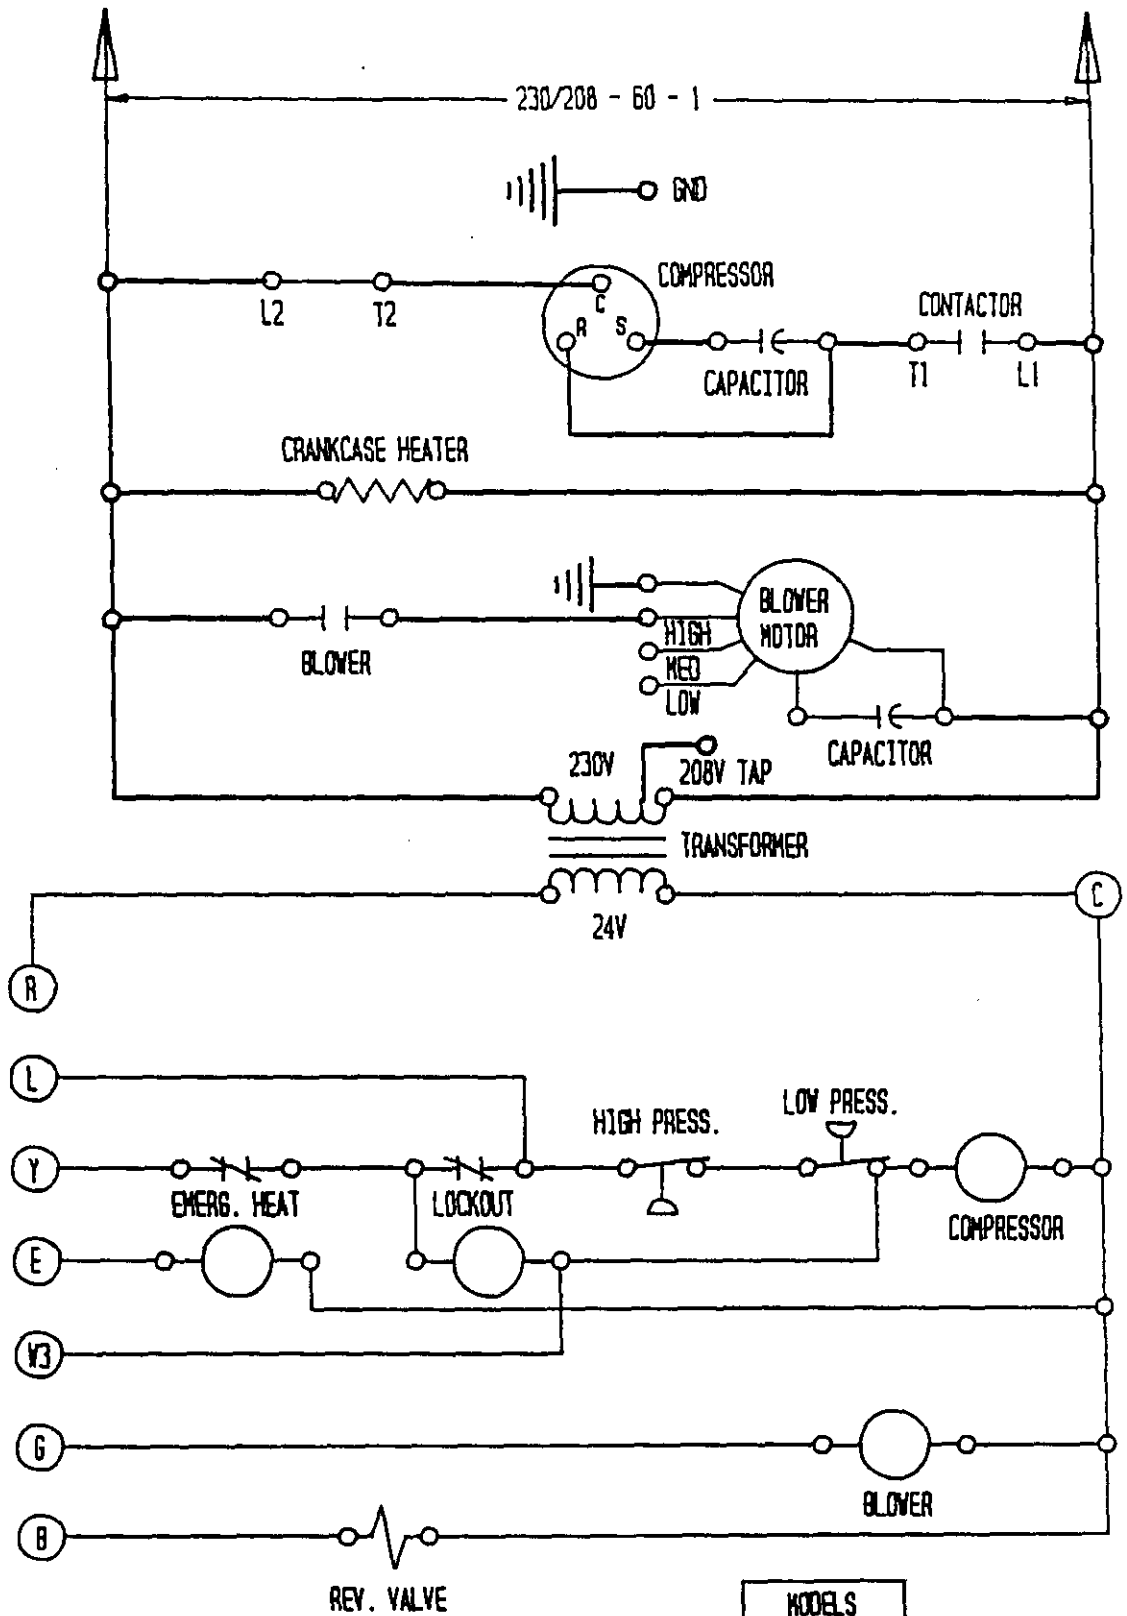 230/208 - 60 - 1
GND
COMPRESSOR
C
L2
T2
R
S
CONTACTOR
CAPACITOR
T1
L1
CRANKCASE HEATER
BLOWER
MOTOR
HIGH
MED
LOW
BLOWER
CAPACITOR
230V
208V TAP
TRANSFORMER
24V
C
R
L
HIGH PRESS.
LOW PRESS.
Y
EMERG. HEAT
LOCKOUT
COMPRESSOR
E
W3
G
BLOWER
B
REV. VALVE
MODELS